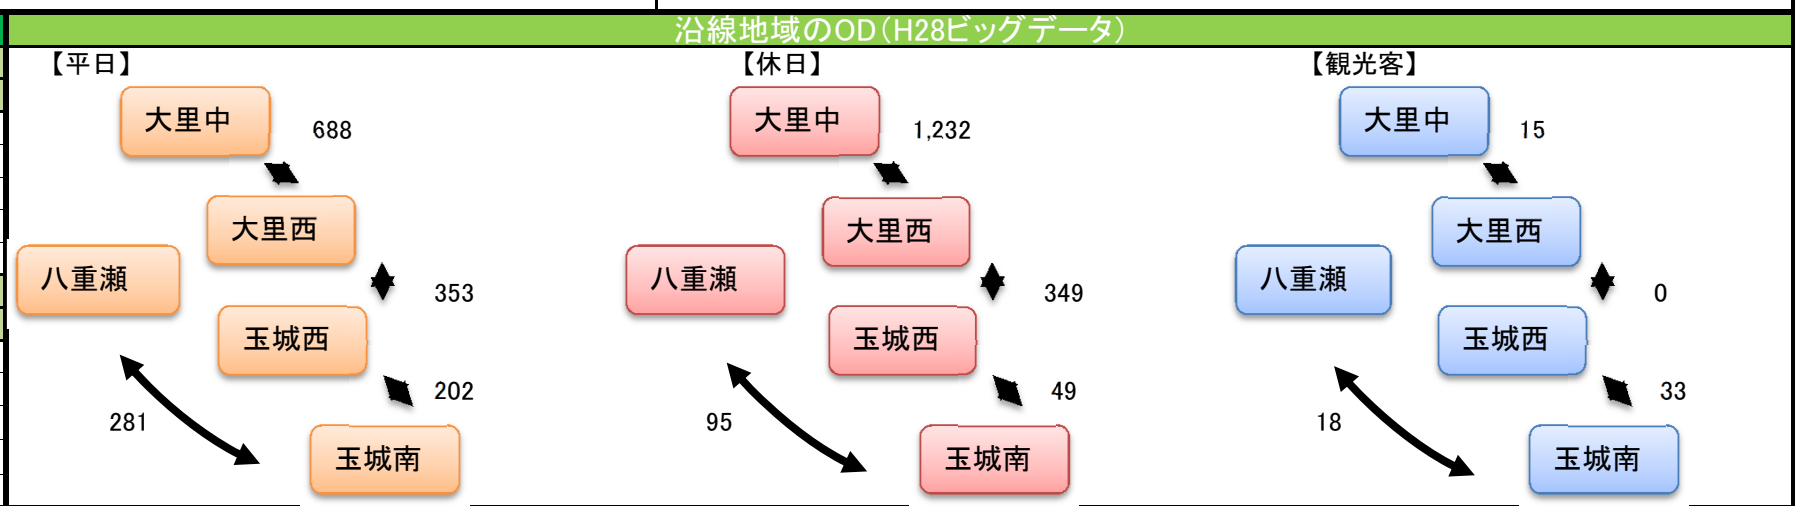 沿線地域のOD(H28ビッグデータ)
【平日】
大里中
688
大里西
八重瀬
353
玉城西
202
281
玉城南
【休日】
大里中
1,232
大里西
八重瀬
349
玉城西
49
95
玉城南
【観光客】
大里中
15
大里西
八重瀬
0
玉城西
33
18
玉城南